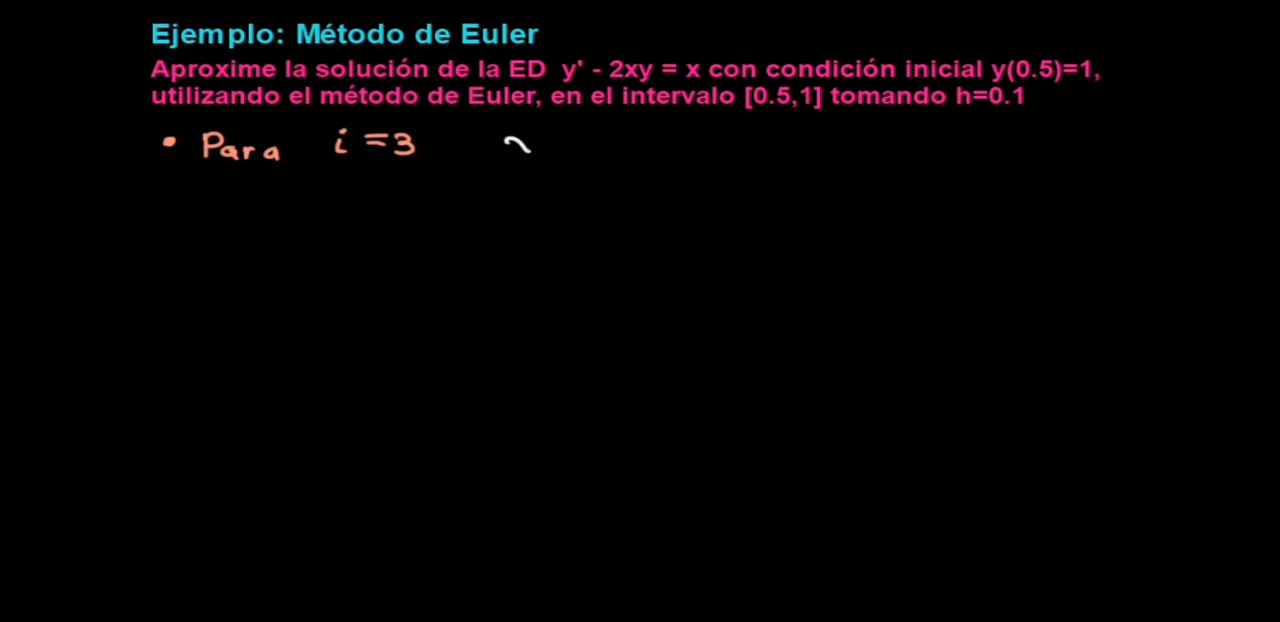 Ejemplo: Método de Euler
Aproxime la solución de la ED y' - 2xy = x con condición inicial y(0.5)=1,
utilizando el método de Euler, en el intervalo [0.5,1] tomando h=0.1
• Para i = 3